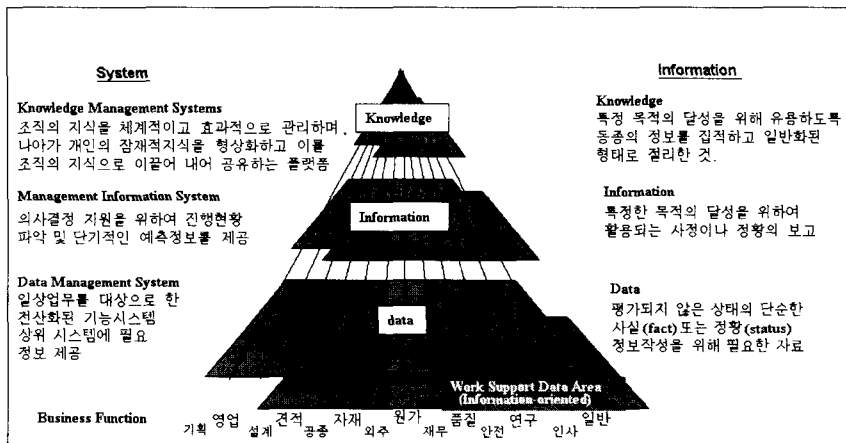 System
Knowledge Management Systems
조직의 지식을 체계적이고 효과적으로 관리하며,
나아가 개인의 잠재적지식을 형상화하고 이를
조직의 지식으로 이끌어 내어 공유하는 플랫폼
Management Information System
의사결정 지원을 위하여 진행현황
파악 및 단기적인 예측정보를 제공
Data Management System
일상업무를 대상으로 한
전산화된 기능시스템
상위 시스템에 필요
정보 제공
Knowledge
Information
data
Work Support Data Area
(Information-oriented)
Information
Knowledge
특정 목적의 달성을 위해 유용하도록
동종의 정보를 집적하고 일반화된
형태로 정리한 것.
Information
특정한 목적의 달성을 위하여
활용되는 사정이나 정황의 보고
Data
평가되지 않은 상태의 단순한
사실(fact) 또는 정황(status)
정보작성을 위해 필요한 자료
Business Function
기획 영업 설계 견적 공종 자재 외주 원가 재무 품질 안전 연구 인사 일반